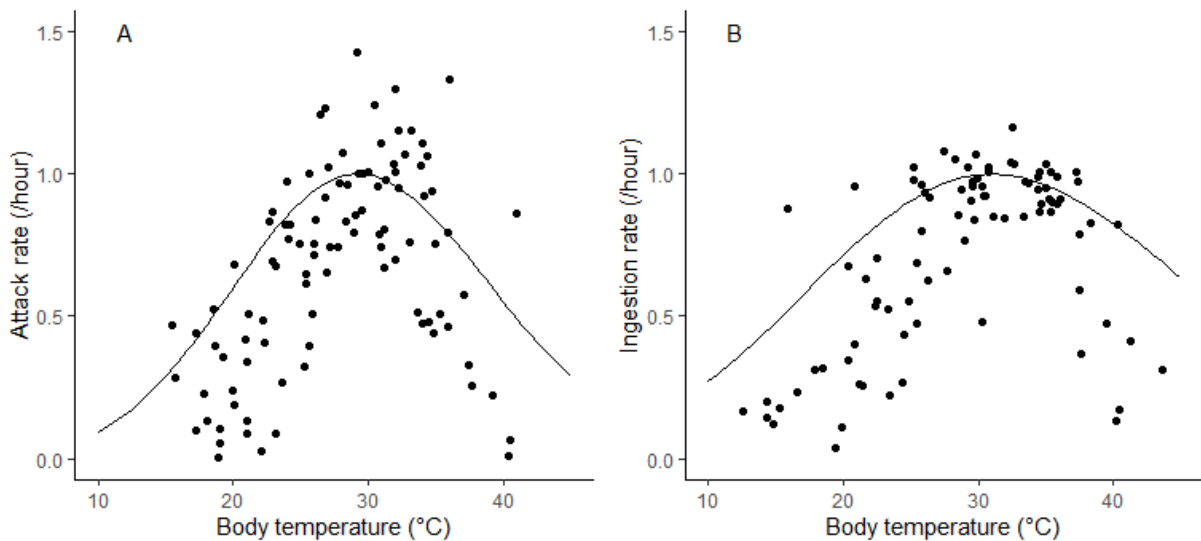 A
1.5
1.0
0.5
0.0
Attack rate (/hour)
10 20 30 40
Body temperature (°C)
B
1.5
1.0
0.5
0.0
Ingestion rate (/hour)
10 20 30 40
Body temperature (°C)